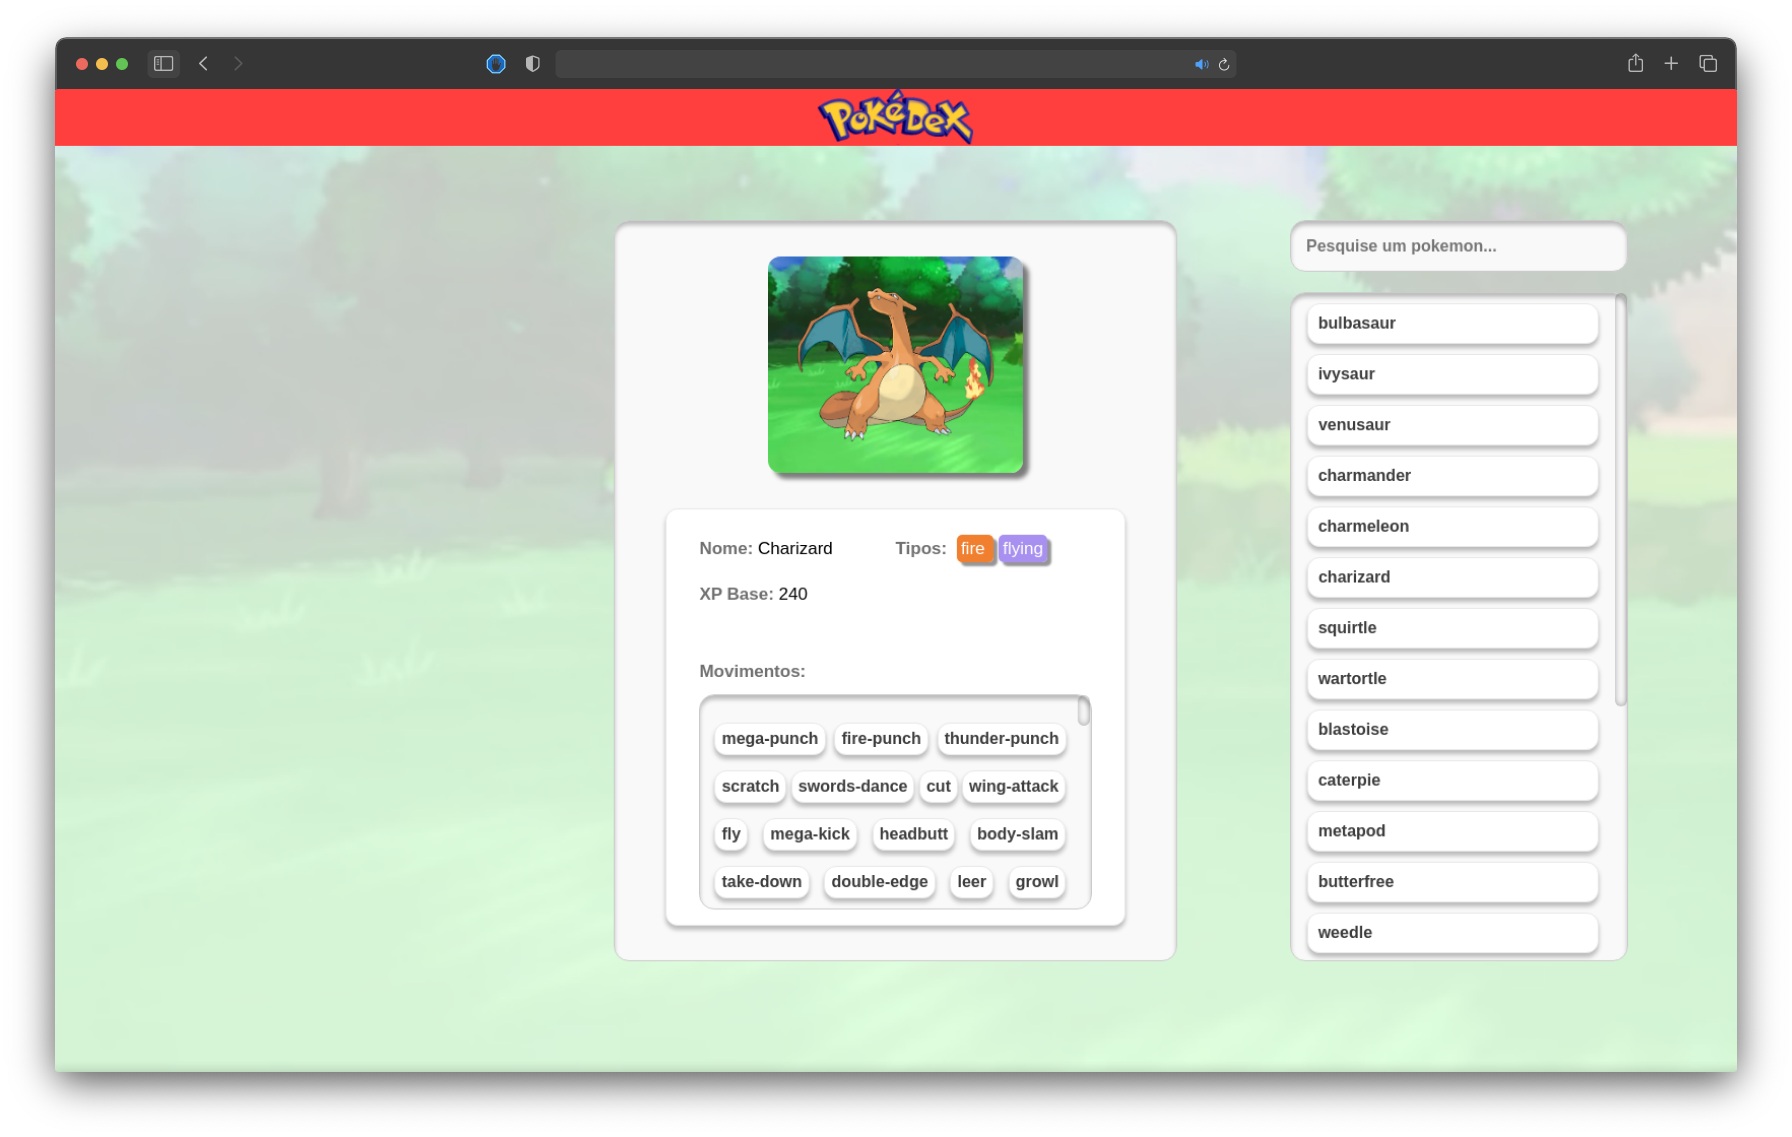 PokéDex
Nome: Charizard
Tipos: fire flying
XP Base: 240
Movimentos:
mega-punch fire-punch thunder-punch
scratch swords-dance cut wing-attack
fly mega-kick headbutt body-slam
take-down double-edge leer growl
Pesquise um pokemon...
bulbasaur
ivysaur
venusaur
charmander
charmeleon
charizard
squirtle
wartortle
blastoise
caterpie
metapod
butterfree
weedle